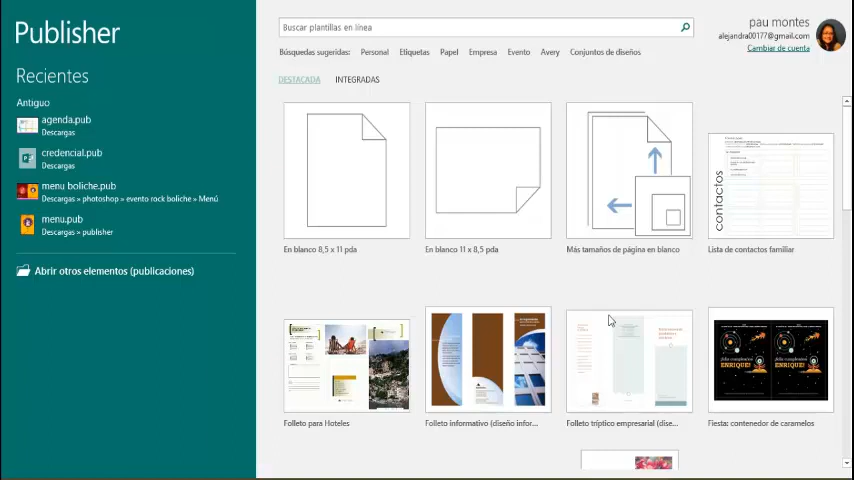 Publisher
Recientes
Antiguo
agenda.pub
Descargas
credencial.pub
Descargas
menu boliche.pub
Descargas » photoshop » evento rock boliche » Menú
menu.pub
Descargas » publisher
Abrir otros elementos (publicaciones)
Buscar plantillas en línea
pau montes
alejandra00177@gmail.com
Cambiar de cuenta
Búsquedas sugeridas: Personal Etiquetas Papel Empresa Evento Avery Conjuntos de diseños
DESTACADA INTEGRADAS
contactos
En blanco 8,5 x 11 pda
En blanco 11 x 8,5 pda
Más tamaños de página en blanco
Lista de contactos familiar
¡Feliz cumpleaños ENRIQUE!
¡Feliz cumpleaños ENRIQUE!
Folleto para Hoteles
Folleto informativo (diseño infor...
Folleto tríptico empresarial (dise...
Fiesta: contenedor de caramelos